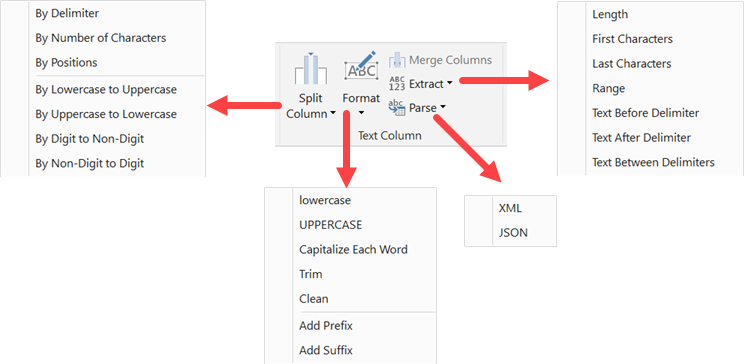 By Delimiter
By Number of Characters
By Positions
By Lowercase to Uppercase
By Uppercase to Lowercase
By Digit to Non-Digit
By Non-Digit to Digit
Split
Column
ABC
Format
Merge Columns
ABC
123
Extract
abc
Parse
Text Column
Length
First Characters
Last Characters
Range
Text Before Delimiter
Text After Delimiter
Text Between Delimiters
lowercase
UPPERCASE
Capitalize Each Word
Trim
Clean
Add Prefix
Add Suffix
XML
JSON